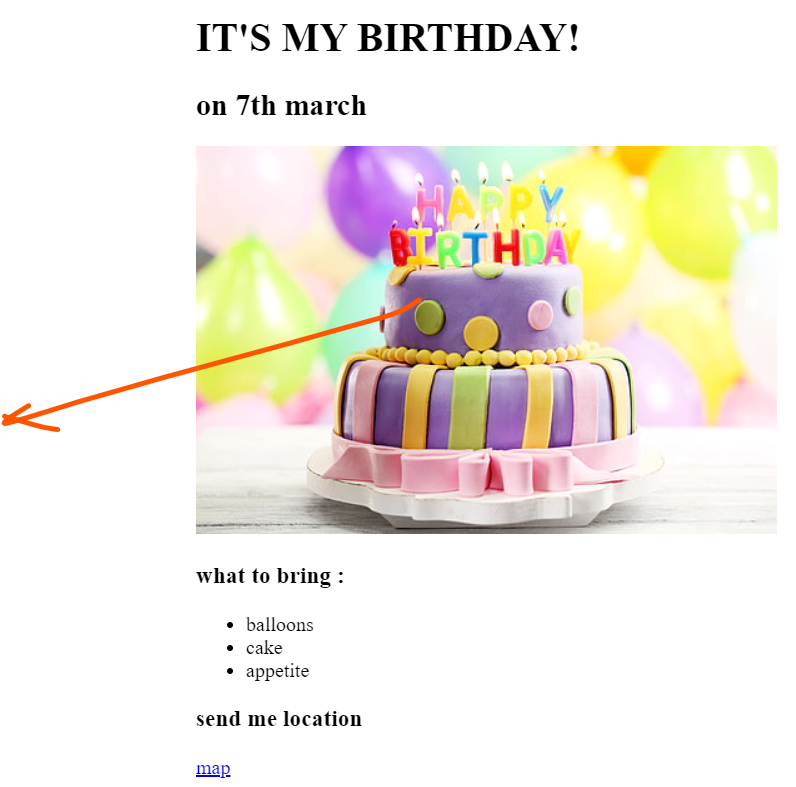 IT'S MY BIRTHDAY!
on 7th march
HAPPY
BIRTHDAY
what to bring :
balloons
cake
appetite
send me location
map